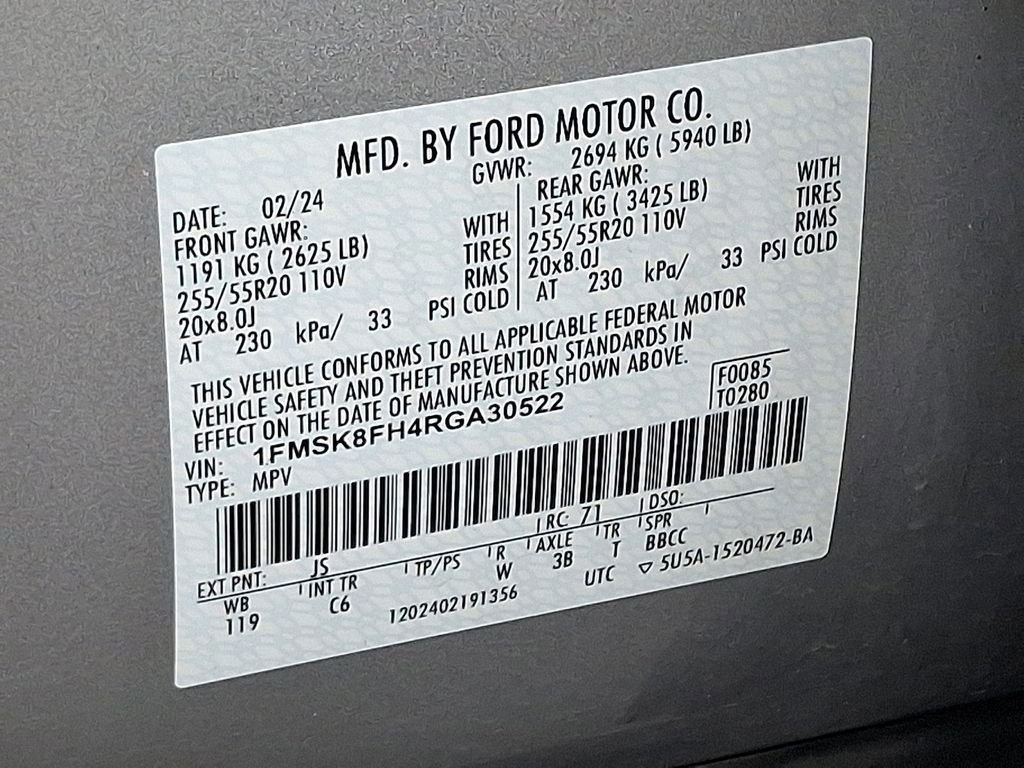 MFD. BY FORD MOTOR CO.
DATE: 02/24 GVWR: 2694 KG ( 5940 LB)
FRONT GAWR: WITH
1191 KG ( 2625 LB) TIRES
255/55R20 110V RIMS
20x8.0J
AT 230 kPa/ 33 PSI COLD
REAR GAWR: WITH
1554 KG ( 3425 LB) TIRES
255/55R20 110V RIMS
20x8.0J
AT 230 kPa/ 33 PSI COLD
THIS VEHICLE CONFORMS TO ALL APPLICABLE FEDERAL MOTOR
VEHICLE SAFETY AND THEFT PREVENTION STANDARDS IN
EFFECT ON THE DATE OF MANUFACTURE SHOWN ABOVE.
VIN: 1FMSK8FH4RGA30522
TYPE: MPV
F0085
T0280
EXT PNT: JS RC: 71 DSO:
WB INT TR TP/PS R AXLE TR SPR
119 C6 W 3B T BBCC
1202402191356 UTC ▽ 5U5A-1520472-BA